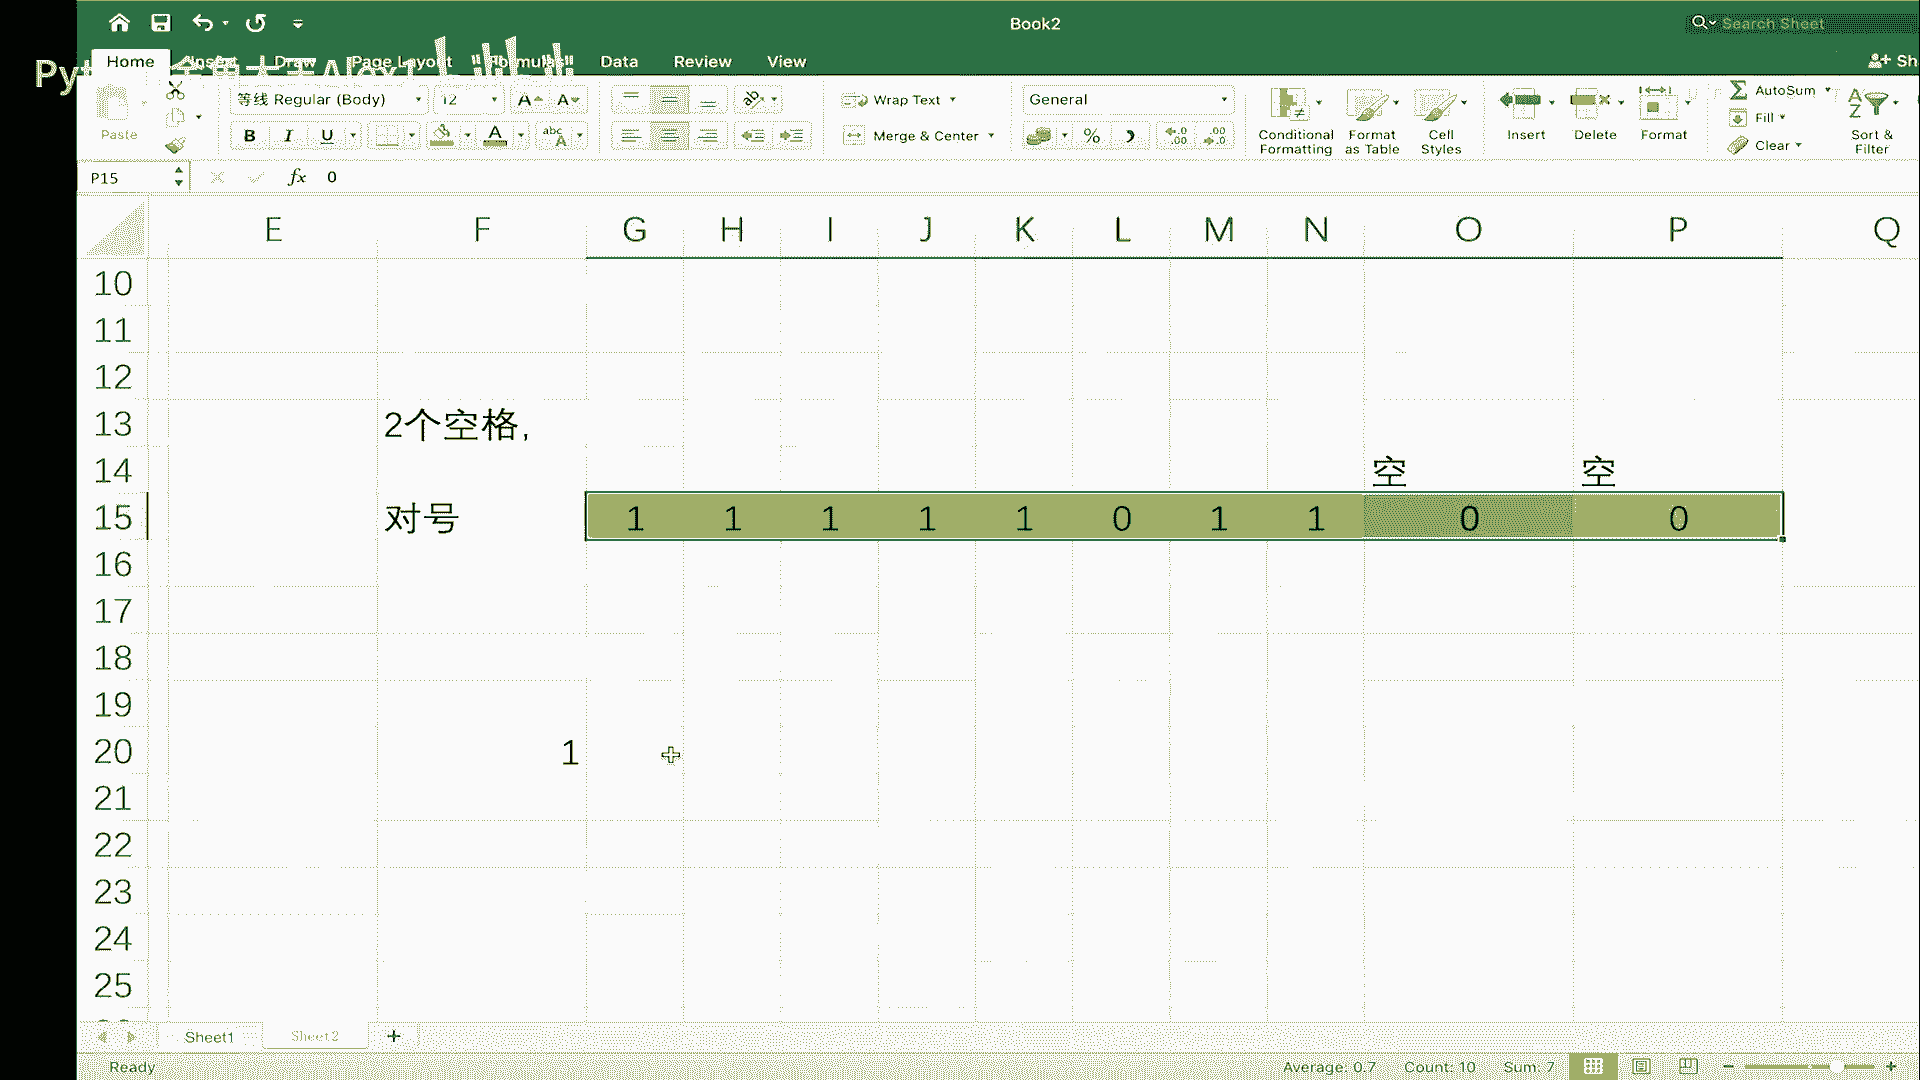 Book2
Search Sheet
Home Insert Draw Page Layout Formulas Data Review View
Sh
Paste
等线 Regular (Body) 12
Wrap Text
Merge & Center
General
Conditional Formatting
Format as Table
Cell Styles
Insert
Delete
Format
AutoSum
Fill
Clear
Sort & Filter
P15 fx 0
E F G H I J K L M N O P Q
10
11
12
13 2个空格,
14 空 空
15 对号 1 1 1 1 1 0 1 1 0 0
16
17
18
19
20 1
21
22
23
24
25
Sheet1 Sheet2 +
Ready Average: 0.7 Count: 10 Sum: 7